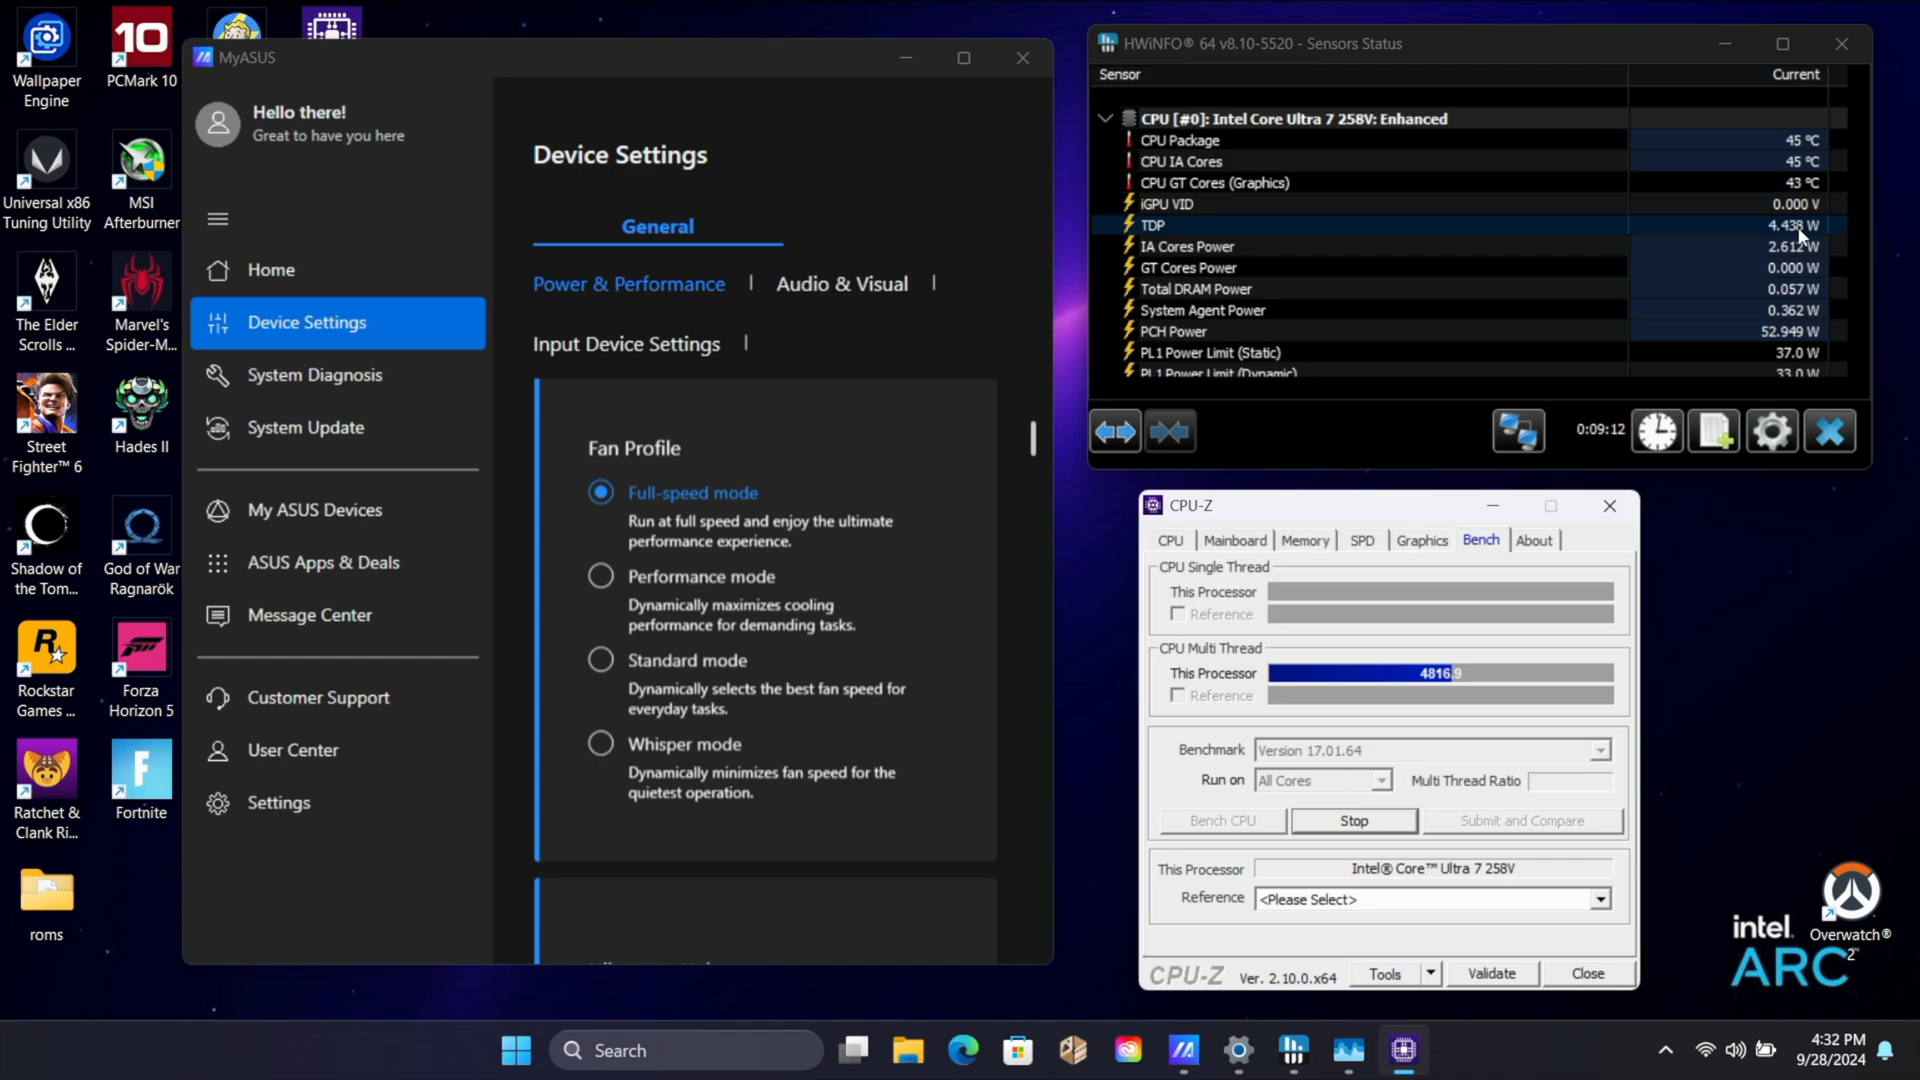 Wallpaper
Engine
PCMark 10
Universal x86
Tuning Utility
MSI
Afterburner
The Elder
Scrolls ...
Marvel's
Spider-M...
Street
Fighter™ 6
Hades II
Shadow of
the Tom...
God of War
Ragnarök
Rockstar
Games ...
Forza
Horizon 5
Ratchet &
Clank Ri...
Fortnite
roms
MyASUS
Hello there!
Great to have you here
Home
Device Settings
System Diagnosis
System Update
My ASUS Devices
ASUS Apps & Deals
Message Center
Customer Support
User Center
Settings
Device Settings
General
Power & Performance
Audio & Visual
Input Device Settings
Fan Profile
Full-speed mode
Run at full speed and enjoy the ultimate
performance experience.
Performance mode
Dynamically maximizes cooling
performance for demanding tasks.
Standard mode
Dynamically selects the best fan speed for
everyday tasks.
Whisper mode
Dynamically minimizes fan speed for the
quietest operation.
HWiNFO® 64 v8.10-5520 - Sensors Status
Sensor Current
CPU [#0]: Intel Core Ultra 7 258V: Enhanced
CPU Package 45 °C
CPU IA Cores 45 °C
CPU GT Cores (Graphics) 43 °C
iGPU VID 0.000 V
TDP 4.438 W
IA Cores Power 2.612 W
GT Cores Power 0.000 W
Total DRAM Power 0.057 W
System Agent Power 0.362 W
PCH Power 52.949 W
PL1 Power Limit (Static) 37.0 W
PL1 Power Limit (Dynamic) 33.0 W
0:09:12
CPU-Z
CPU Mainboard Memory SPD Graphics Bench About
CPU Single Thread
This Processor
Reference
CPU Multi Thread
This Processor 4816.9
Reference
Benchmark Version 17.01.64
Run on All Cores Multi Thread Ratio
Bench CPU Stop Submit and Compare
This Processor Intel® Core™ Ultra 7 258V
Reference <Please Select>
CPU-Z Ver. 2.10.0.x64 Tools Validate Close
intel.
ARC
Overwatch®
2
Search
4:32 PM
9/28/2024